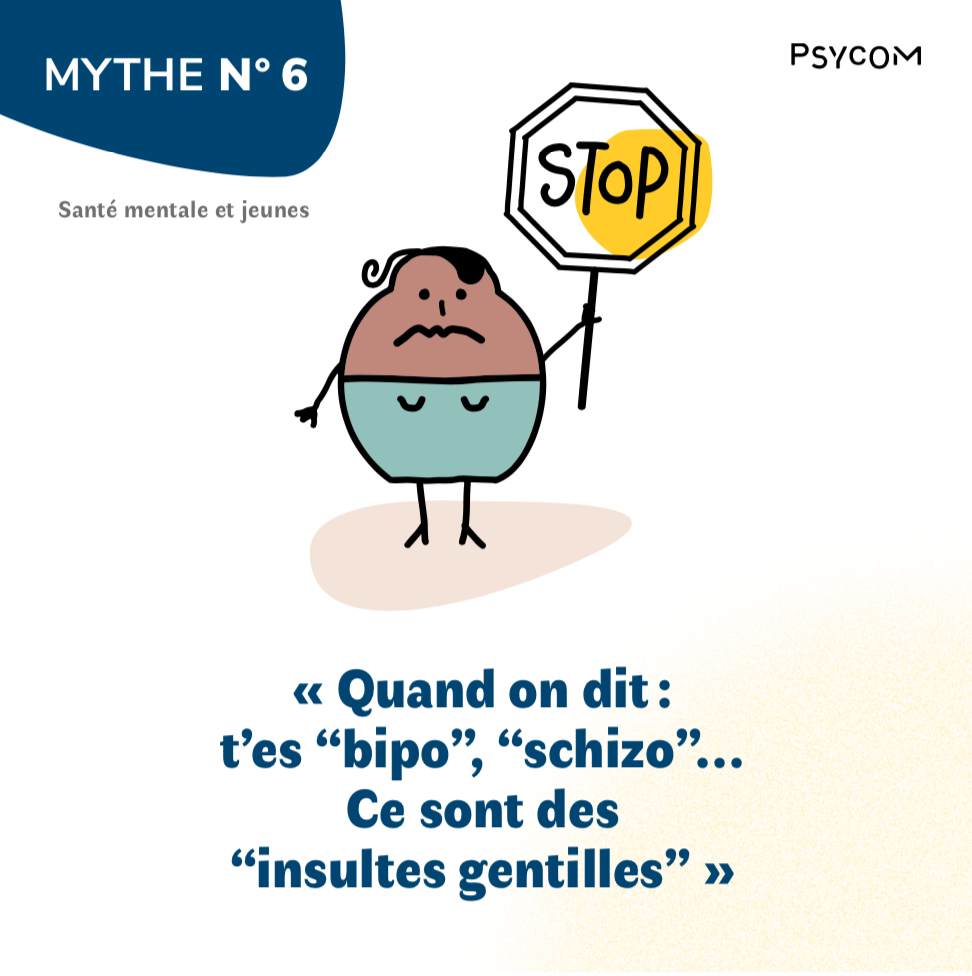 MYTHE N° 6
PSYCOM
STOP
Santé mentale et jeunes
« Quand on dit :
t’es “bipo”, “schizo”...
Ce sont des
“insultes gentilles” »